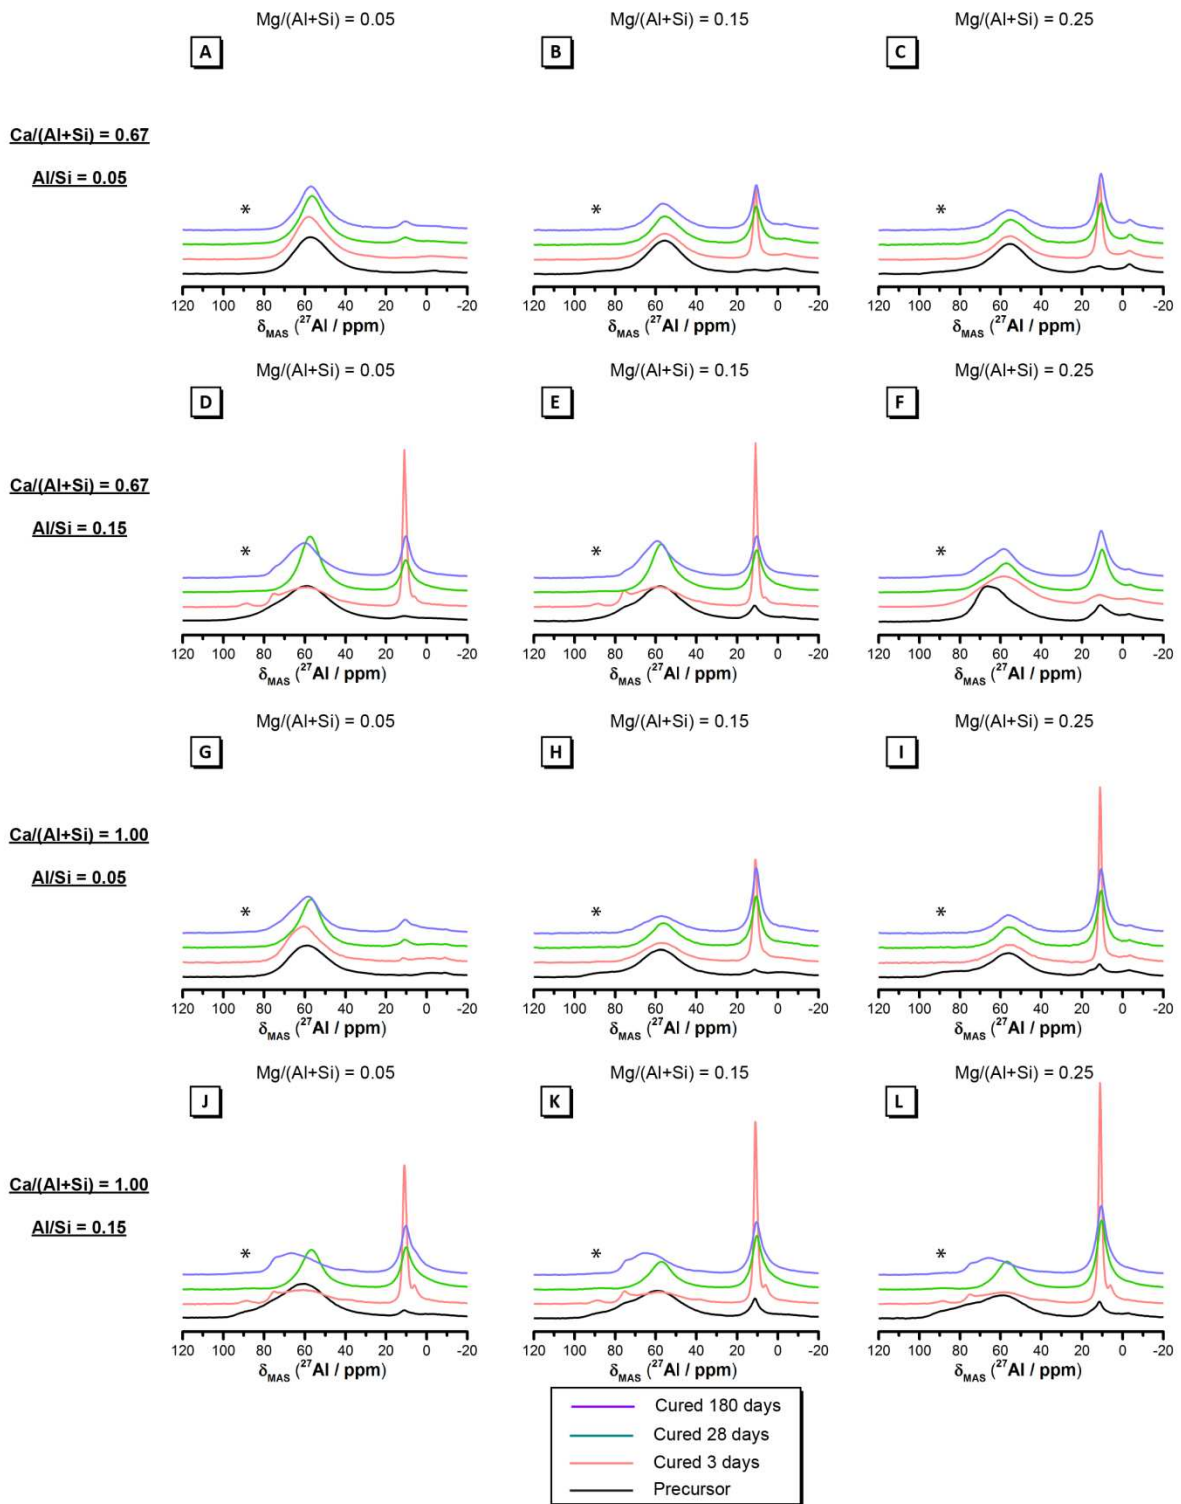 Mg/(Al+Si) = 0.05 Mg/(Al+Si) = 0.15 Mg/(Al+Si) = 0.25
A B C
Ca/(Al+Si) = 0.67
Al/Si = 0.05
* * *
120 100 80 60 40 20 0 -20 120 100 80 60 40 20 0 -20 120 100 80 60 40 20 0 -20
δMAS (27Al / ppm) δMAS (27Al / ppm) δMAS (27Al / ppm)
Mg/(Al+Si) = 0.05 Mg/(Al+Si) = 0.15 Mg/(Al+Si) = 0.25
D E F
Ca/(Al+Si) = 0.67
Al/Si = 0.15
* * *
120 100 80 60 40 20 0 -20 120 100 80 60 40 20 0 -20 120 100 80 60 40 20 0 -20
δMAS (27Al / ppm) δMAS (27Al / ppm) δMAS (27Al / ppm)
Mg/(Al+Si) = 0.05 Mg/(Al+Si) = 0.15 Mg/(Al+Si) = 0.25
G H I
Ca/(Al+Si) = 1.00
Al/Si = 0.05
* * *
120 100 80 60 40 20 0 -20 120 100 80 60 40 20 0 -20 120 100 80 60 40 20 0 -20
δMAS (27Al / ppm) δMAS (27Al / ppm) δMAS (27Al / ppm)
Mg/(Al+Si) = 0.05 Mg/(Al+Si) = 0.15 Mg/(Al+Si) = 0.25
J K L
Ca/(Al+Si) = 1.00
Al/Si = 0.15
* * *
120 100 80 60 40 20 0 -20 120 100 80 60 40 20 0 -20 120 100 80 60 40 20 0 -20
δMAS (27Al / ppm) δMAS (27Al / ppm) δMAS (27Al / ppm)
Cured 180 days
Cured 28 days
Cured 3 days
Precursor